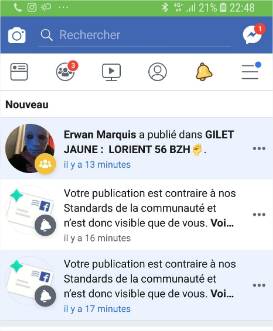 21% 22:48
Rechercher
1
3
Nouveau
Erwan Marquis a publié dans GILET
JAUNE : LORIENT 56 BZH✊.
il y a 13 minutes
Votre publication est contraire à nos
Standards de la communauté et
n'est donc visible que de vous. Voi...
il y a 16 minutes
Votre publication est contraire à nos
Standards de la communauté et
n'est donc visible que de vous. Voi...
il y a 17 minutes